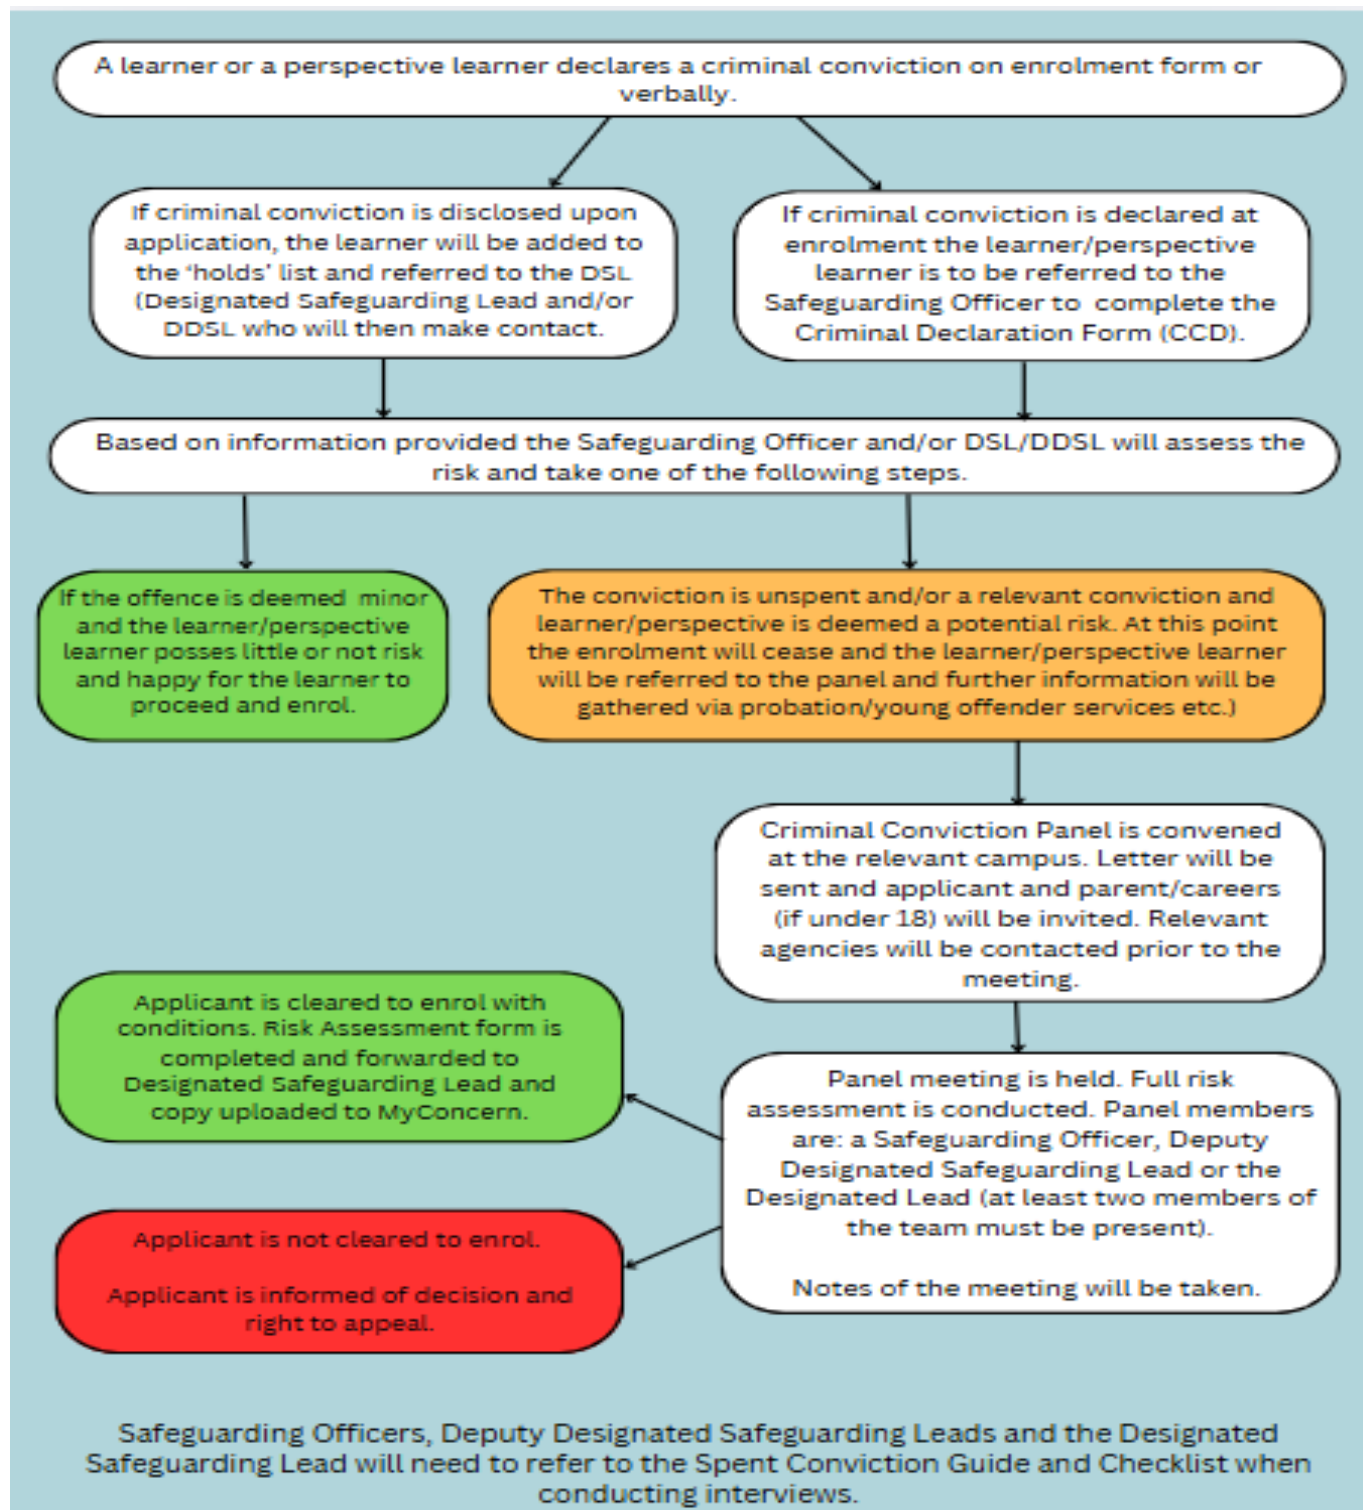 A learner or a perspective learner declares a criminal conviction on enrolment form or
verbally.
If criminal conviction is disclosed upon
application, the learner will be added to
the ‘holds’ list and referred to the DSL
(Designated Safeguarding Lead and/or
DDSL who will then make contact.
If criminal conviction is declared at
enrolment the learner/perspective
learner is to be referred to the
Safeguarding Officer to complete the
Criminal Declaration Form (CCD).
Based on information provided the Safeguarding Officer and/or DSL/DDSL will assess the
risk and take one of the following steps.
If the offence is deemed minor
and the learner/perspective
learner posses little or not risk
and happy for the learner to
proceed and enrol.
The conviction is unspent and/or a relevant conviction and
learner/perspective is deemed a potential risk. At this point
the enrolment will cease and the learner/perspective learner
will be referred to the panel and further information will be
gathered via probation/young offender services etc.)
Criminal Conviction Panel is convened
at the relevant campus. Letter will be
sent and applicant and parent/careers
(if under 18) will be invited. Relevant
agencies will be contacted prior to the
meeting.
Applicant is cleared to enrol with
conditions. Risk Assessment form is
completed and forwarded to
Designated Safeguarding Lead and
copy uploaded to MyConcern.
Panel meeting is held. Full risk
assessment is conducted. Panel members
are: a Safeguarding Officer, Deputy
Designated Safeguarding Lead or the
Designated Lead (at least two members of
the team must be present).
Notes of the meeting will be taken.
Applicant is not cleared to enrol.
Applicant is informed of decision and
right to appeal.
Safeguarding Officers, Deputy Designated Safeguarding Leads and the Designated
Safeguarding Lead will need to refer to the Spent Conviction Guide and Checklist when
conducting interviews.